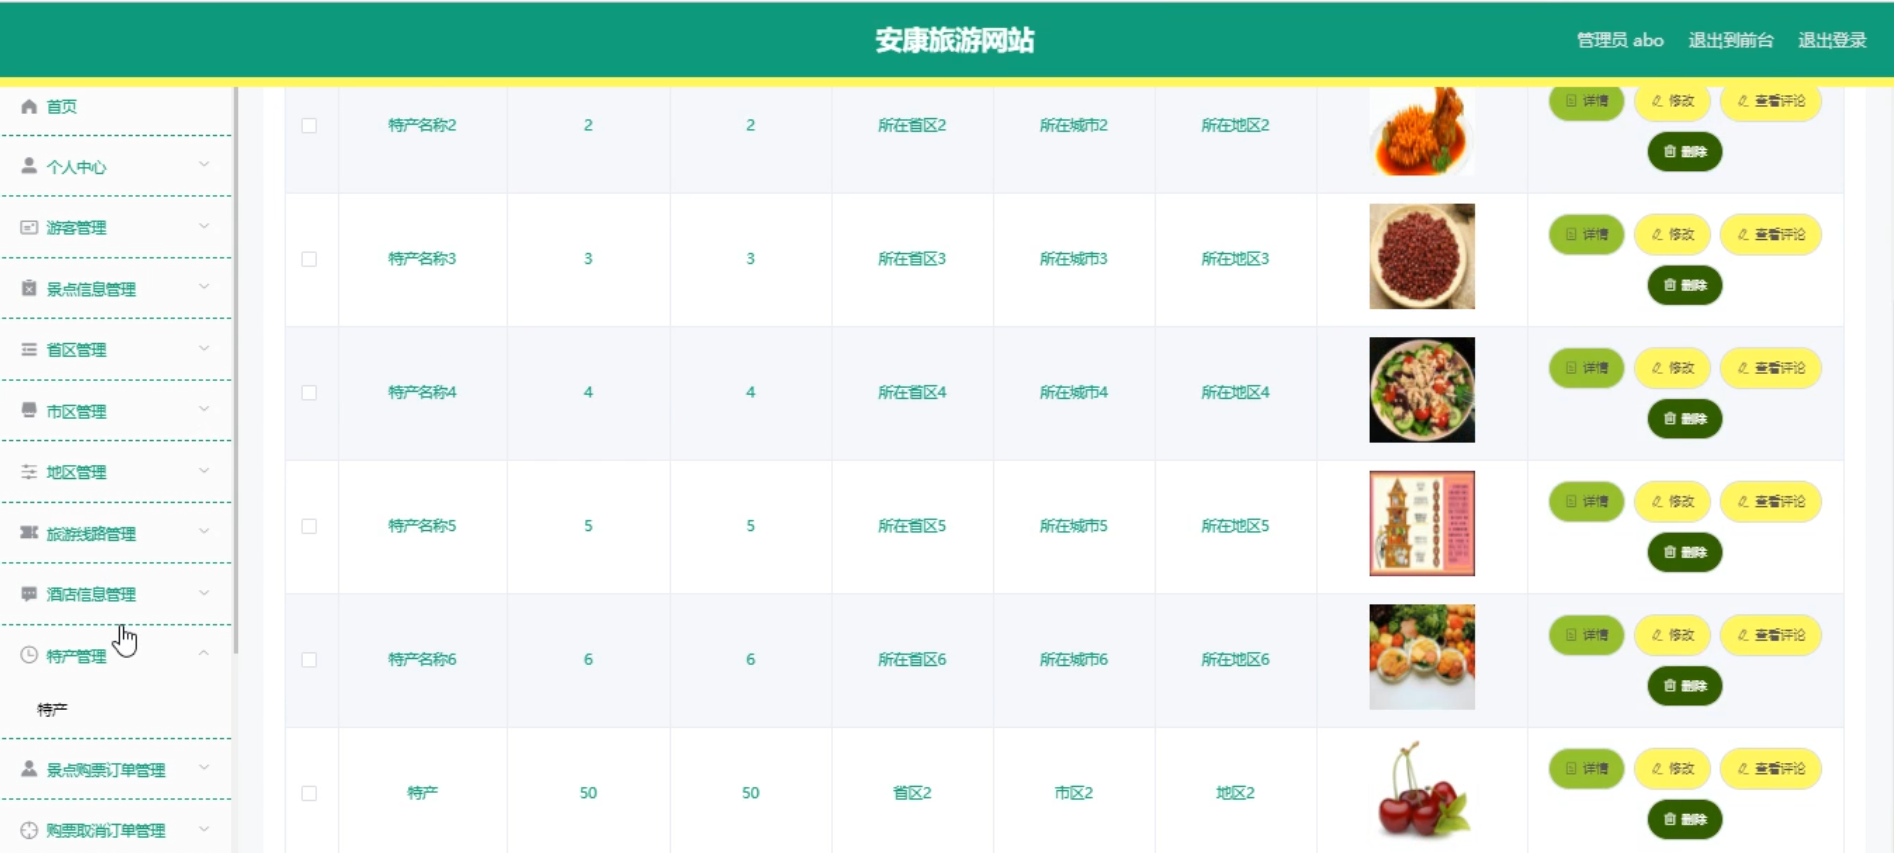 安康旅游网站
管理员 abo 退出到前台 退出登录
首页
个人中心
游客管理
景点信息管理
省区管理
市区管理
地区管理
旅游线路管理
酒店信息管理
特产管理
特产
景点购票订单管理
购票取消订单管理
特产名称2 2 2 所在省区2 所在城市2 所在地区2 详情 修改 查看评论
删除
特产名称3 3 3 所在省区3 所在城市3 所在地区3 详情 修改 查看评论
删除
特产名称4 4 4 所在省区4 所在城市4 所在地区4 详情 修改 查看评论
删除
特产名称5 5 5 所在省区5 所在城市5 所在地区5 详情 修改 查看评论
删除
特产名称6 6 6 所在省区6 所在城市6 所在地区6 详情 修改 查看评论
删除
特产 50 50 省区2 市区2 地区2 详情 修改 查看评论
删除